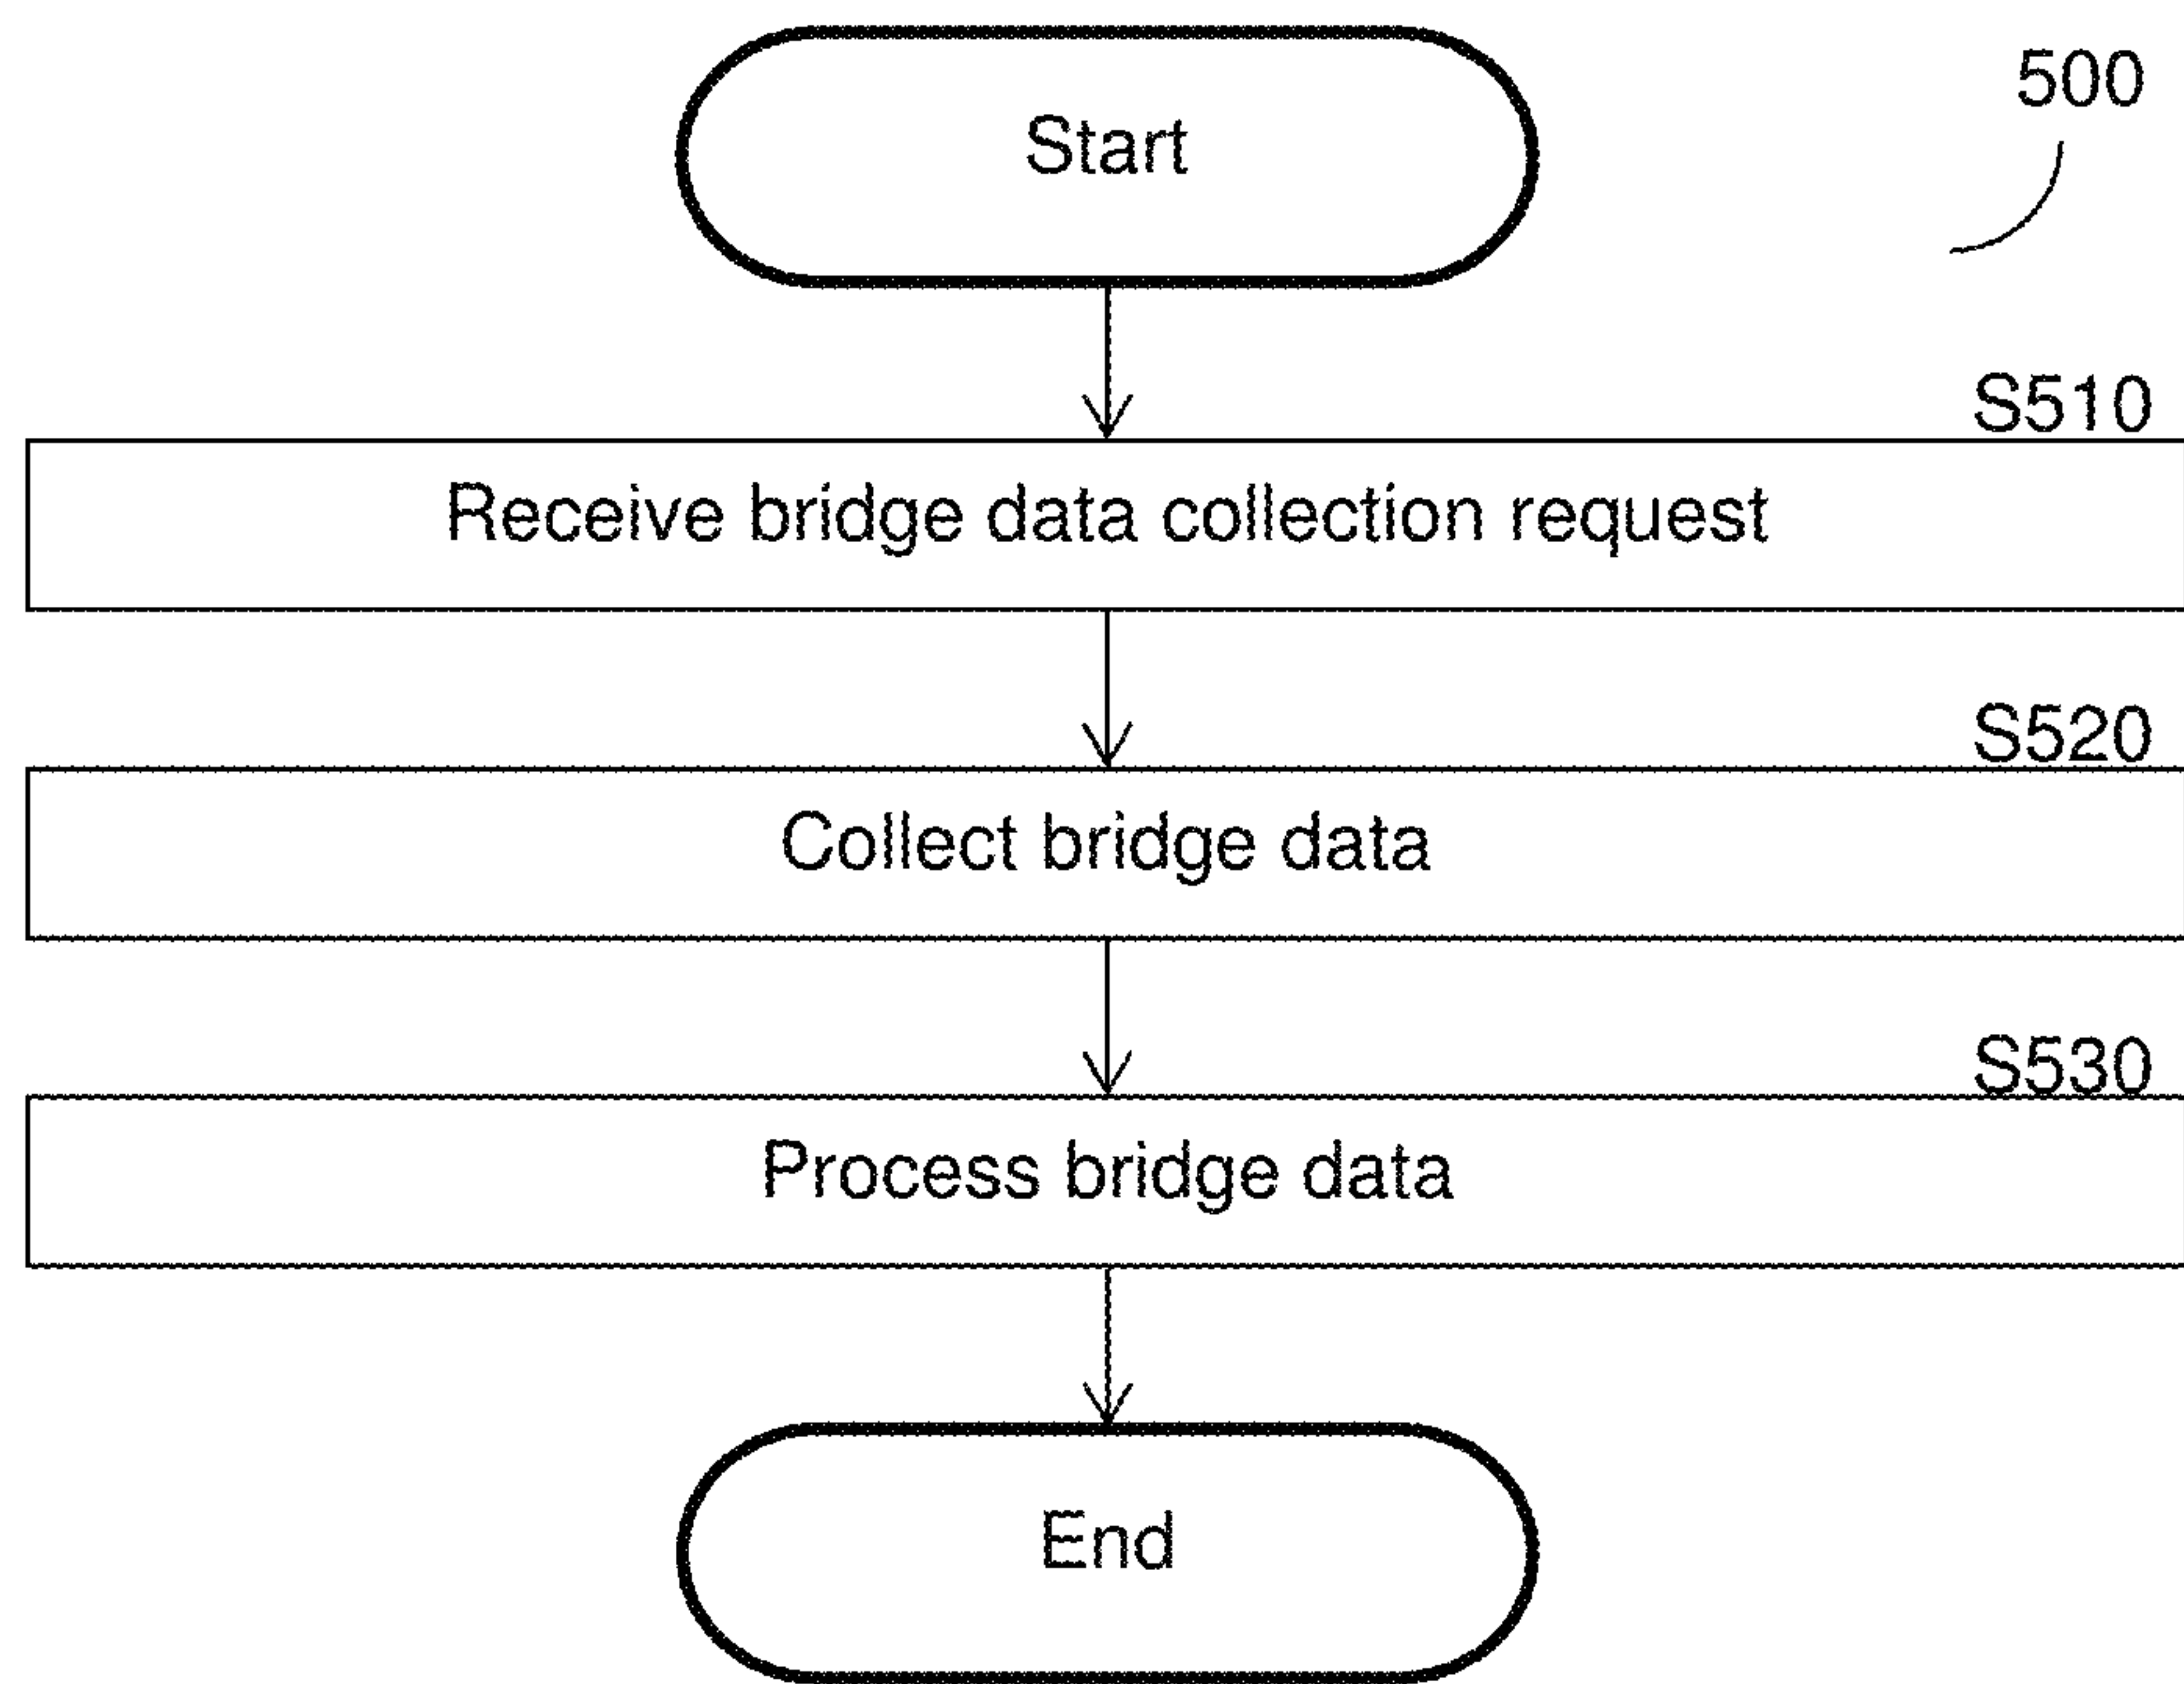 Start
500
S510
Receive bridge data collection request
S520
Collect bridge data
S530
Process bridge data
End